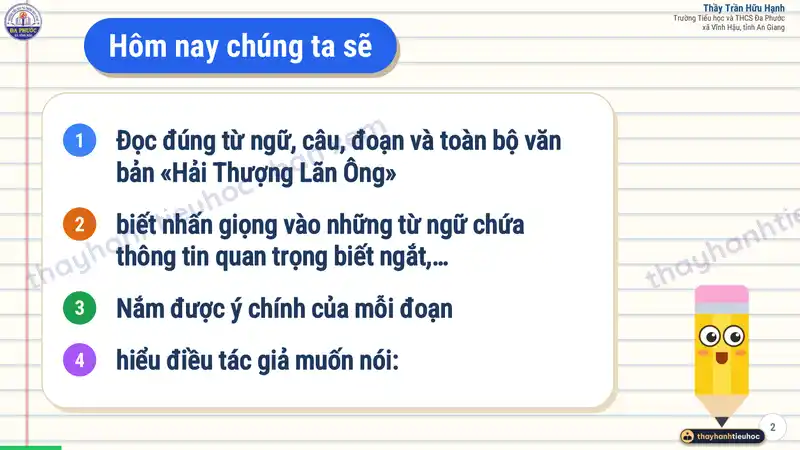 ĐA PHƯỚC
Thầy Trần Hữu Hạnh
Trường Tiểu học và THCS Đa Phước
xã Vĩnh Hậu, tỉnh An Giang
Hôm nay chúng ta sẽ
1 Đọc đúng từ ngữ, câu, đoạn và toàn bộ văn
bản «Hải Thượng Lãn Ông»
2 biết nhấn giọng vào những từ ngữ chứa
thông tin quan trọng biết ngắt,...
3 Nắm được ý chính của mỗi đoạn
4 hiểu điều tác giả muốn nói:
2
thayhanhtieuhoc